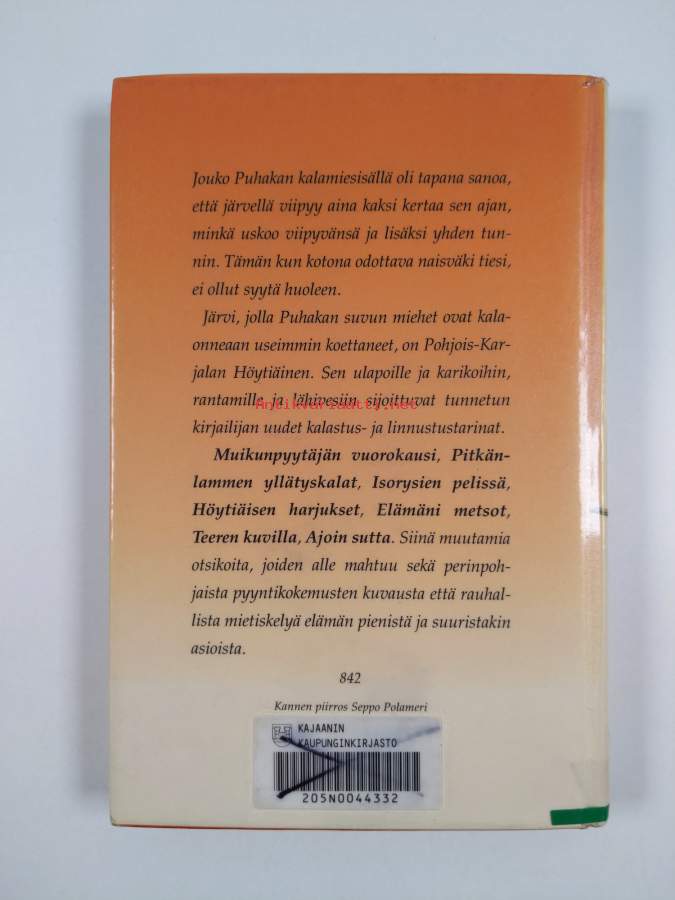 Jouko Puhakan kalamiesisällä oli tapana sanoa,
että järvellä viipyy aina kaksi kertaa sen ajan,
minkä uskoo viipyvänsä ja lisäksi yhden tun-
nin. Tämän kun kotona odottava naisväki tiesi,
ei ollut syytä huoleen.
Järvi, jolla Puhakan suvun miehet ovat kala-
onneaan useimmin koettaneet, on Pohjois-Kar-
jalan Höytiäinen. Sen ulapoille ja karikoihin,
rantamille ja lähivesiin sijoittuvat tunnetun
Antikvariaatti.net
kirjailijan uudet kalastus- ja linnustustarinat.
Muikunpyytäjän vuorokausi, Pitkän-
lammen yllätyskalat, Isorysien pelissä,
Höytiäisen harjukset, Elämäni metsot,
Teeren kuvilla, Ajoin sutta. Siinä muutamia
otsikoita, joiden alle mahtuu sekä perinpoh-
jaista pyyntikokemusten kuvausta että rauhal-
lista mietiskelyä elämän pienistä ja suuristakin
asioista.
842
Kannen piirros Seppo Polameri
KAJAANIN
KAUPUNGINKIRJASTO
205N0044332